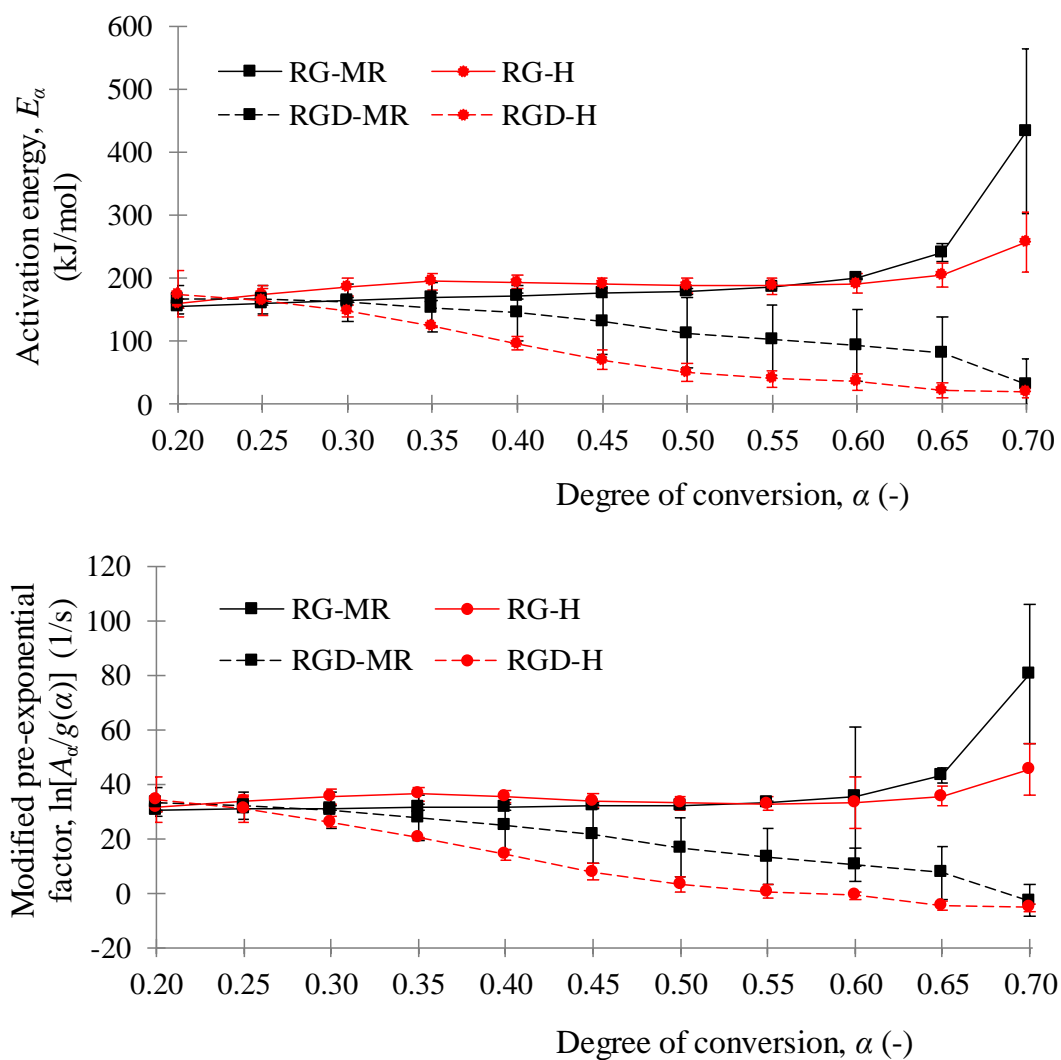 600
500
400
300
200
100
0
Activation energy, Eα
(kJ/mol)
RG-MR RG-H
RGD-MR RGD-H
0.20 0.25 0.30 0.35 0.40 0.45 0.50 0.55 0.60 0.65 0.70
Degree of conversion, α (-)
120
100
80
60
40
20
0
-20
Modified pre-exponential
factor, ln[Aα/g(α)] (1/s)
RG-MR RG-H
RGD-MR RGD-H
0.20 0.25 0.30 0.35 0.40 0.45 0.50 0.55 0.60 0.65 0.70
Degree of conversion, α (-)